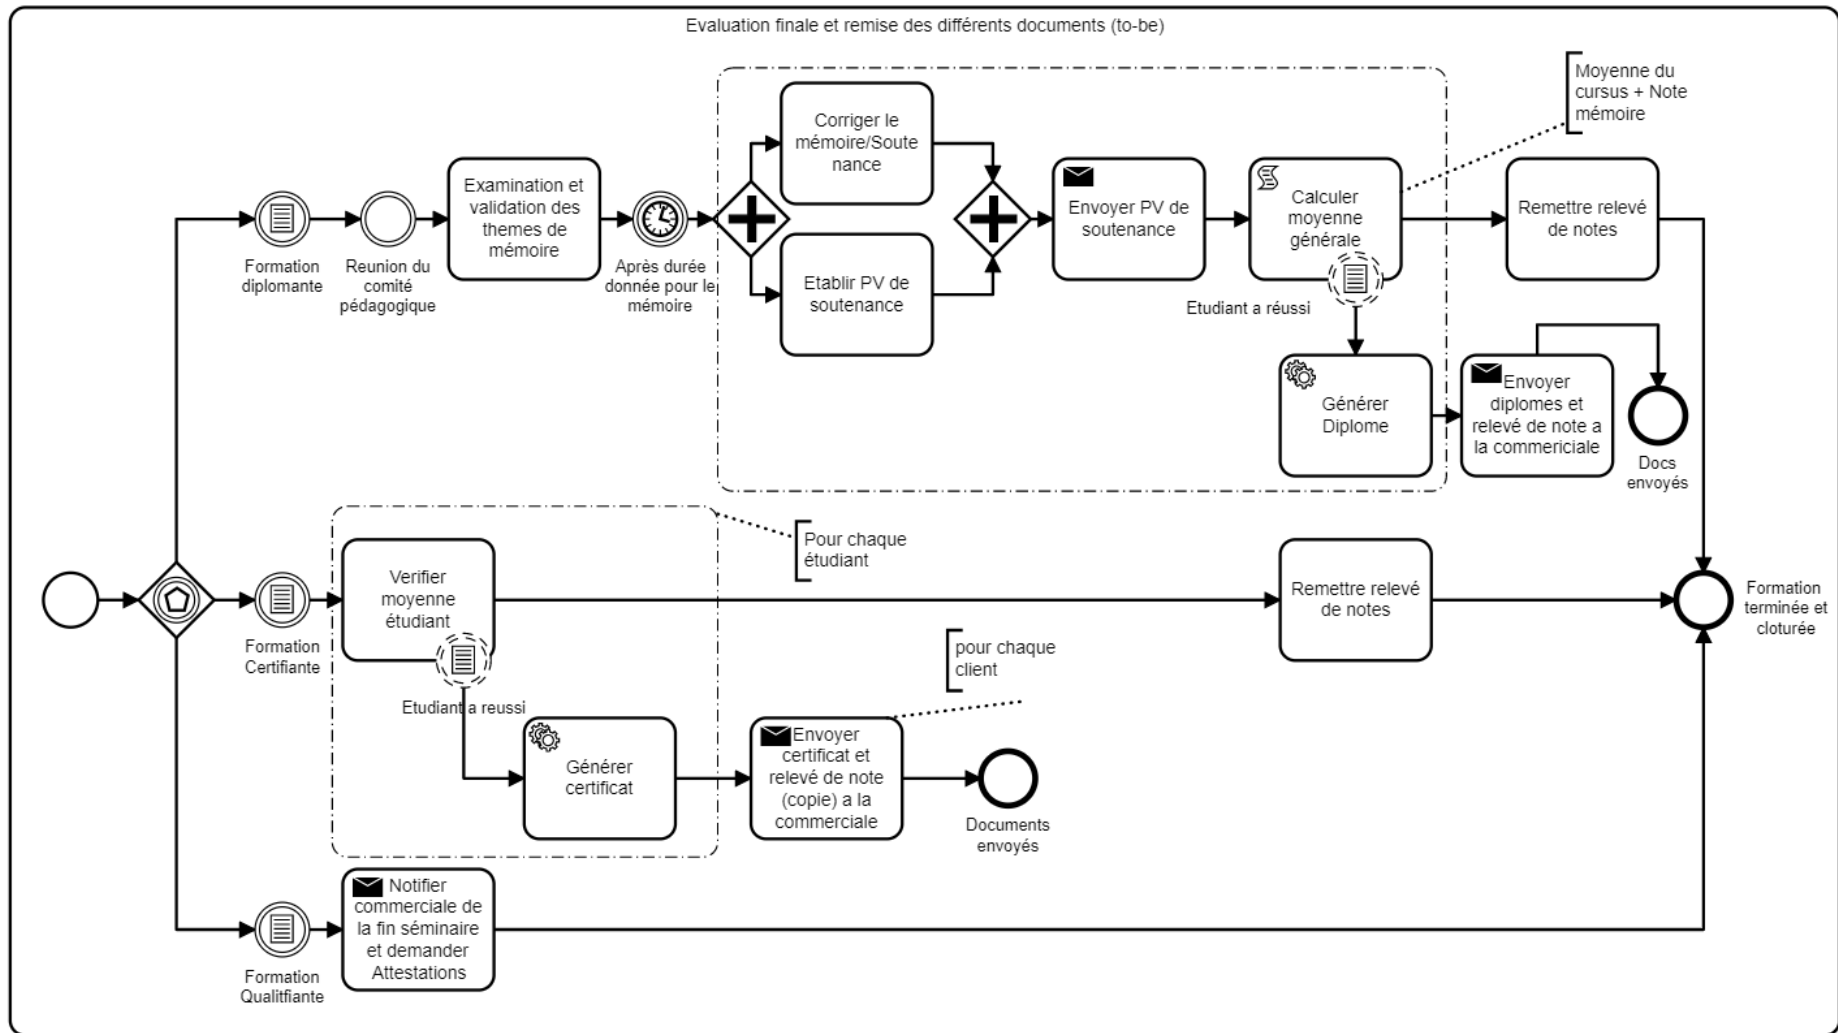 Evaluation finale et remise des différents documents (to-be)
Moyenne du
cursus + Note
mémoire
Corriger le
mémoire/Soute
nance
Examination et
validation des
themes de
mémoire
Envoyer PV de
soutenance
Calculer
moyenne
générale
Remettre relevé
de notes
Formation
diplomante
Reunion du
comité
pédagogique
Après durée
donnée pour le
mémoire
Etablir PV de
soutenance
Etudiant a réussi
Générer
Diplome
Envoyer
diplomes et
relevé de note a
la commericiale
Docs
envoyés
Pour chaque
étudiant
Verifier
moyenne
étudiant
Remettre relevé
de notes
Formation
terminée et
cloturée
Formation
Certifiante
pour chaque
client
Etudiant a reussi
Générer
certificat
Envoyer
certificat et
relevé de note
(copie) a la
commerciale
Documents
envoyés
Notifier
commerciale de
la fin séminaire
et demander
Attestations
Formation
Qualitfiante